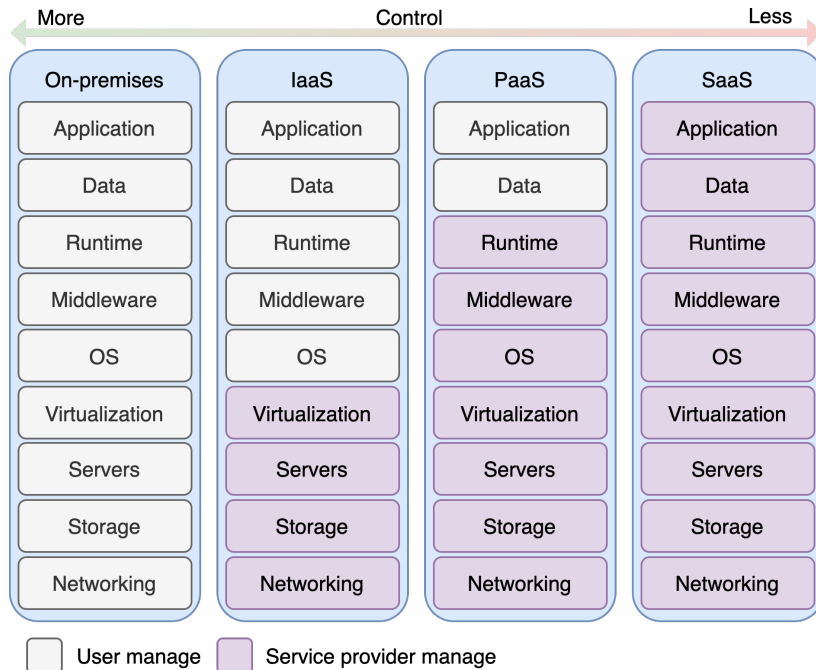 More Control Less
On-premises
Application
Data
Runtime
Middleware
OS
Virtualization
Servers
Storage
Networking
IaaS
Application
Data
Runtime
Middleware
OS
Virtualization
Servers
Storage
Networking
PaaS
Application
Data
Runtime
Middleware
OS
Virtualization
Servers
Storage
Networking
SaaS
Application
Data
Runtime
Middleware
OS
Virtualization
Servers
Storage
Networking
User manage
Service provider manage